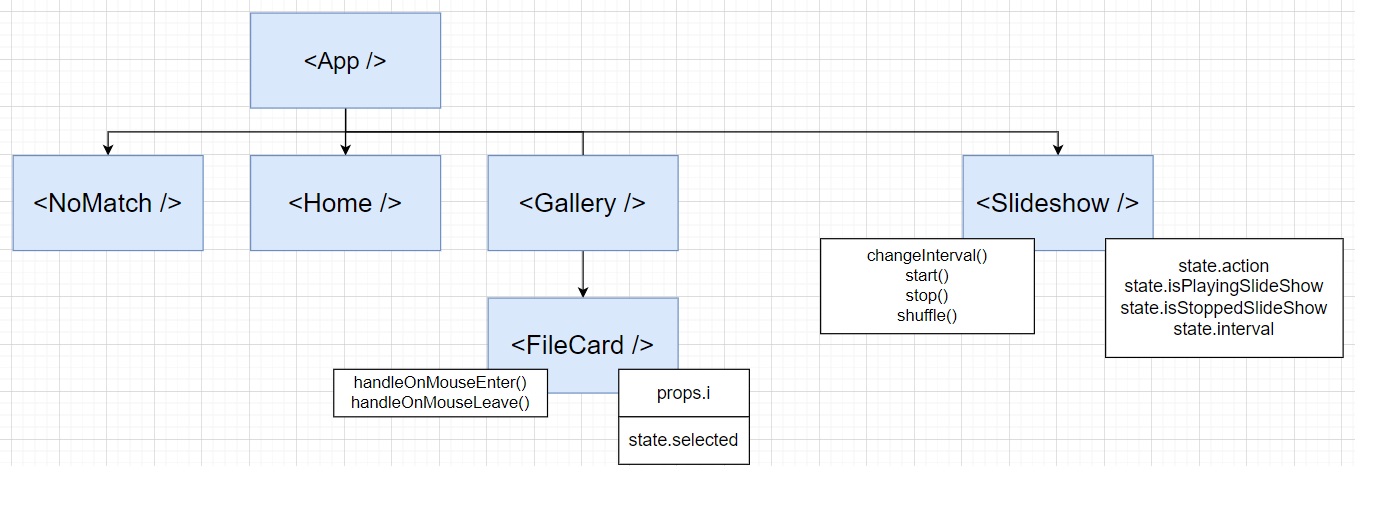 <App />
<NoMatch />
<Home />
<Gallery />
<Slideshow />
changeInterval()
start()
stop()
shuffle()
state.action
state.isPlayingSlideShow
state.isStoppedSlideShow
state.interval
<FileCard />
handleOnMouseEnter()
handleOnMouseLeave()
props.i
state.selected